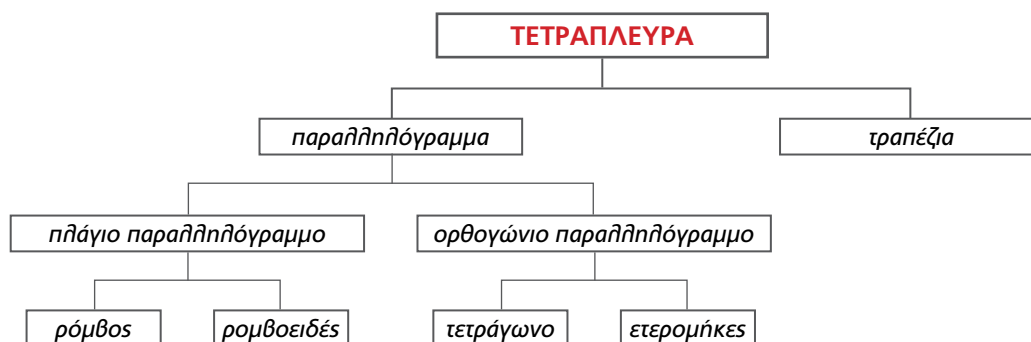 ΤΕΤΡΑΠΛΕΥΡΑ
παραλληλόγραμμα
τραπέζια
πλάγιο παραλληλόγραμμο
ορθογώνιο παραλληλόγραμμο
ρόμβος
ρομβοειδές
τετράγωνο
ετερομήκες